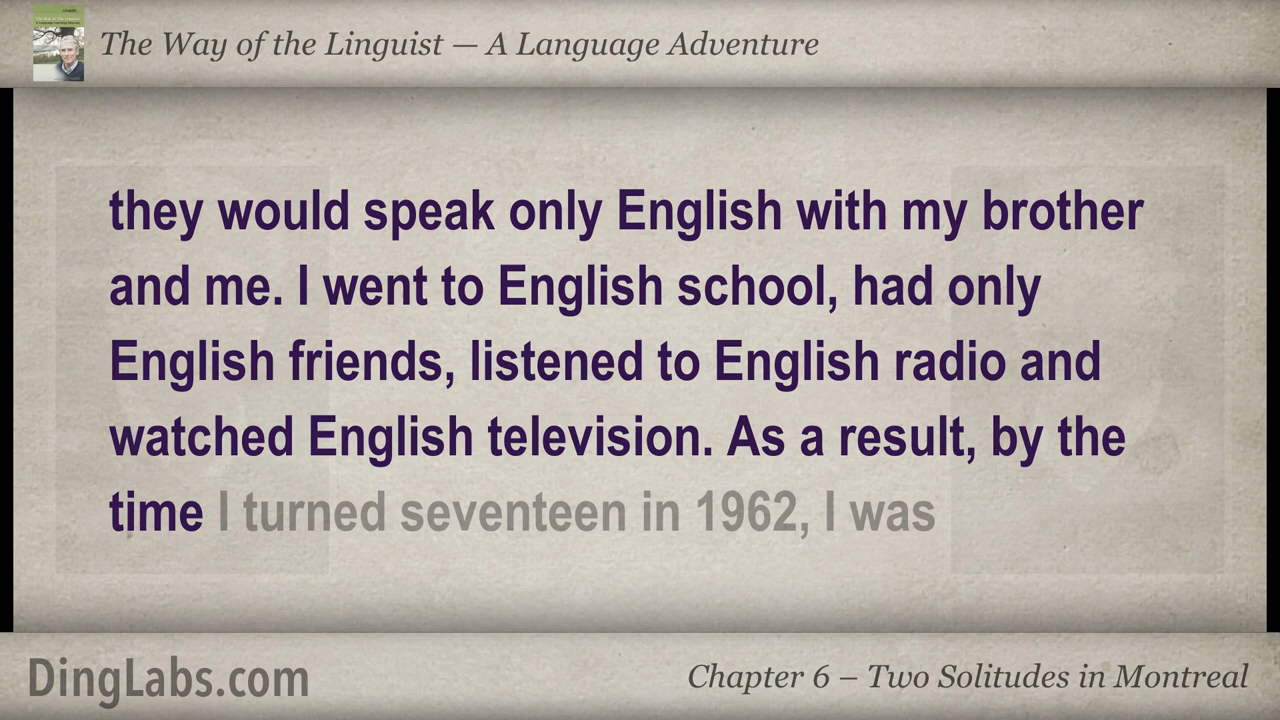 The Way of the Linguist — A Language Adventure
they would speak only English with my brother
and me. I went to English school, had only
English friends, listened to English radio and
watched English television. As a result, by the
time I turned seventeen in 1962, I was
DingLabs.com
Chapter 6 – Two Solitudes in Montreal